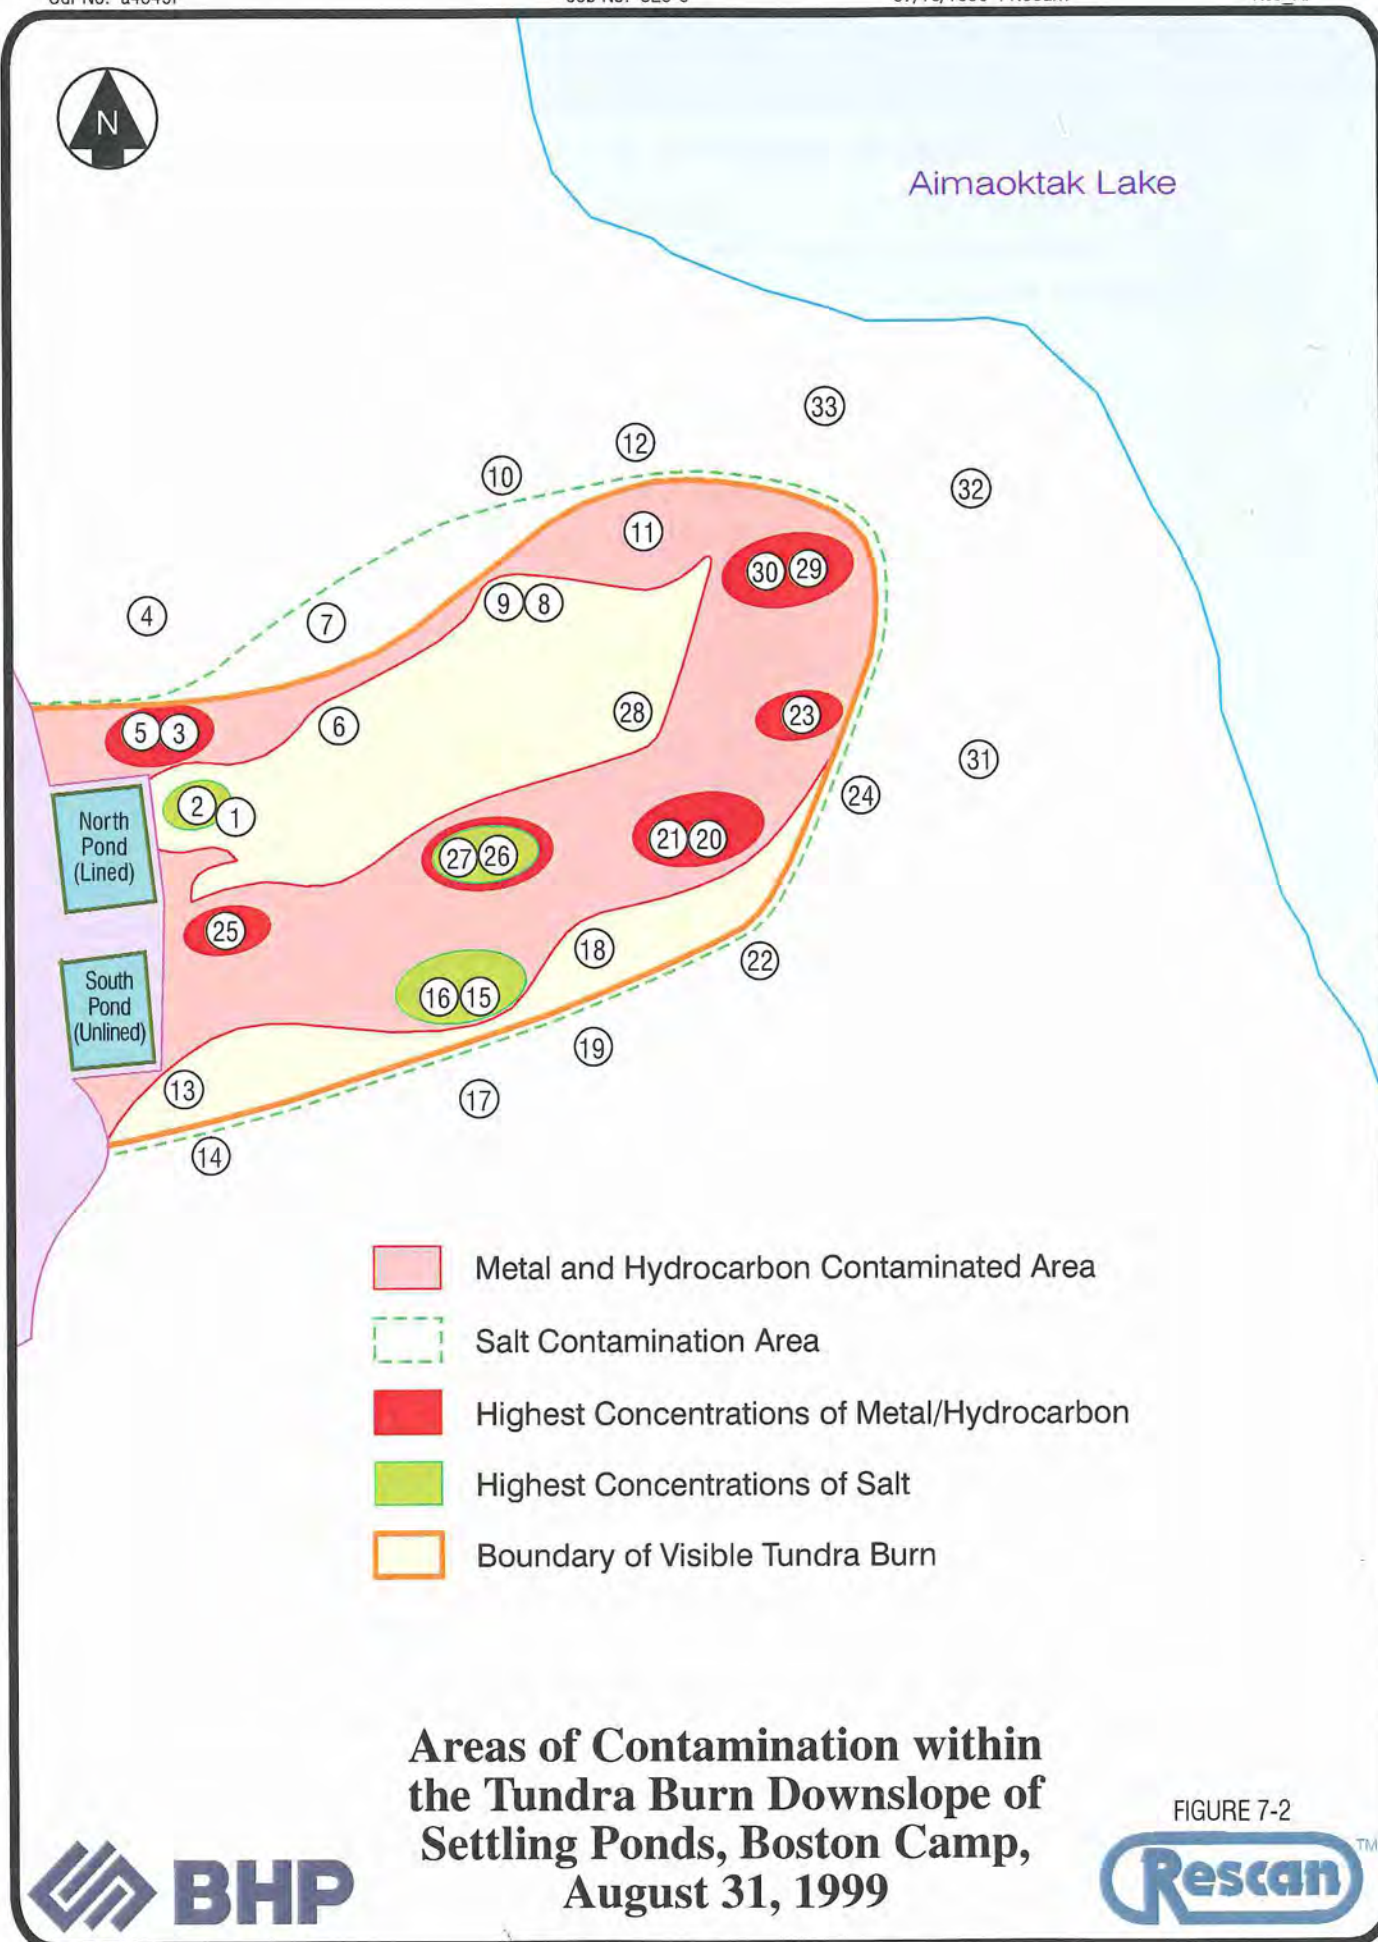 N
Aimaoktak Lake
33
12
10
32
11
30
29
9
8
4
7
28
23
6
5
3
31
24
2
1
North
Pond
(Lined)
21
20
27
26
25
18
22
South
Pond
(Unlined)
16
15
19
13
17
14
Metal and Hydrocarbon Contaminated Area
Salt Contamination Area
Highest Concentrations of Metal/Hydrocarbon
Highest Concentrations of Salt
Boundary of Visible Tundra Burn
Areas of Contamination within
the Tundra Burn Downslope of
Settling Ponds, Boston Camp,
August 31, 1999
FIGURE 7-2
BHP
Rescan
TM